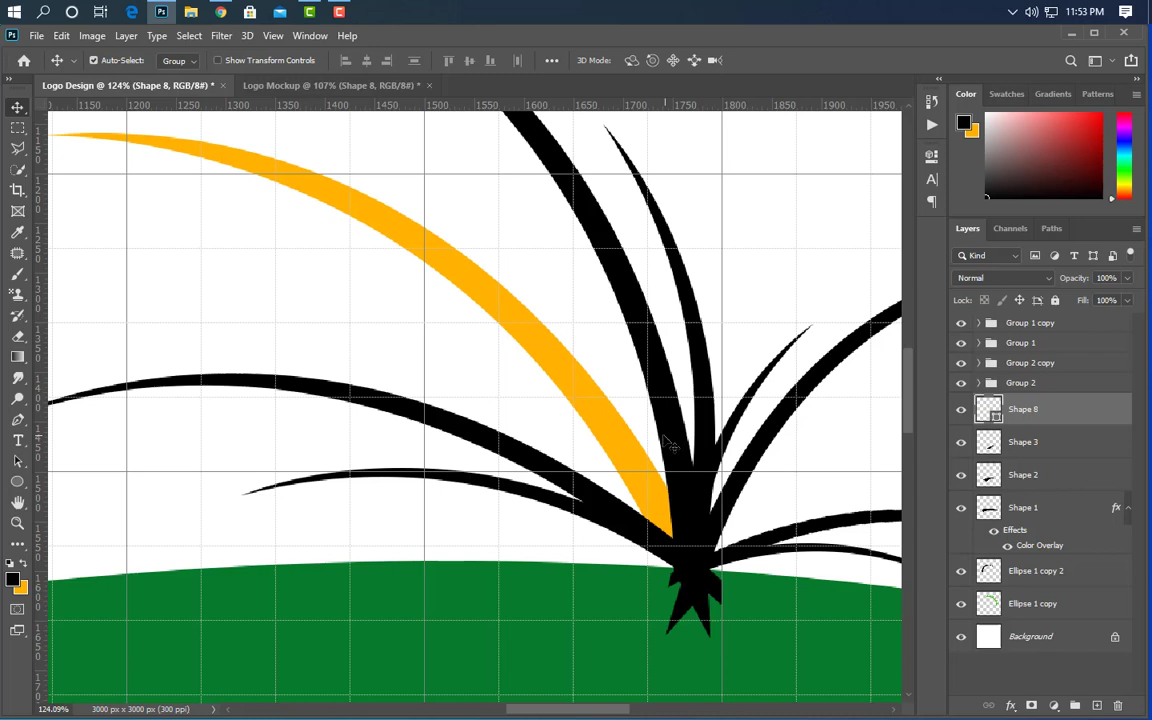 11:53 PM
Ps File Edit Image Layer Type Select Filter 3D View Window Help
Auto-Select: Group Show Transform Controls 3D Mode:
Logo Design @ 124% (Shape 8, RGB/8#) * × Logo Mockup @ 107% (Shape 8, RGB/8#) * ×
1150 1200 1250 1300 1350 1400 1450 1500 1550 1600 1650 1700 1750 1800 1850 1900 1950
Color Swatches Gradients Patterns
Layers Channels Paths
Kind
Normal Opacity: 100%
Lock: Fill: 100%
Group 1 copy
Group 1
Group 2 copy
Group 2
Shape 8
Shape 3
Shape 2
Shape 1 fx
Effects
Color Overlay
Ellipse 1 copy 2
Ellipse 1 copy
Background
124.09% 3000 px x 3000 px (300 ppi)